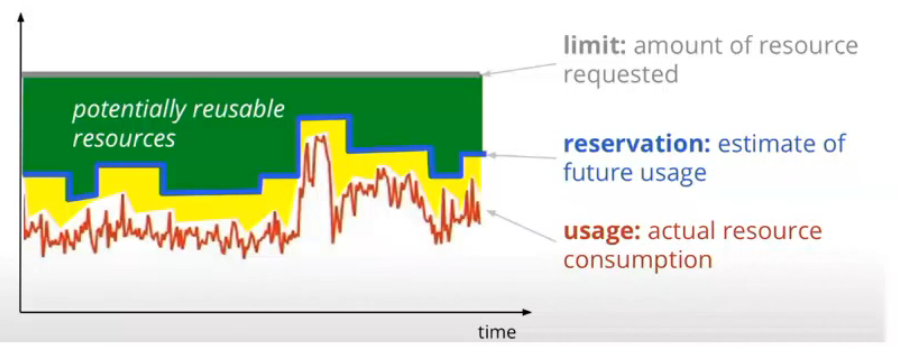 limit: amount of resource
requested
potentially reusable
resources
reservation: estimate of
future usage
usage: actual resource
consumption
time